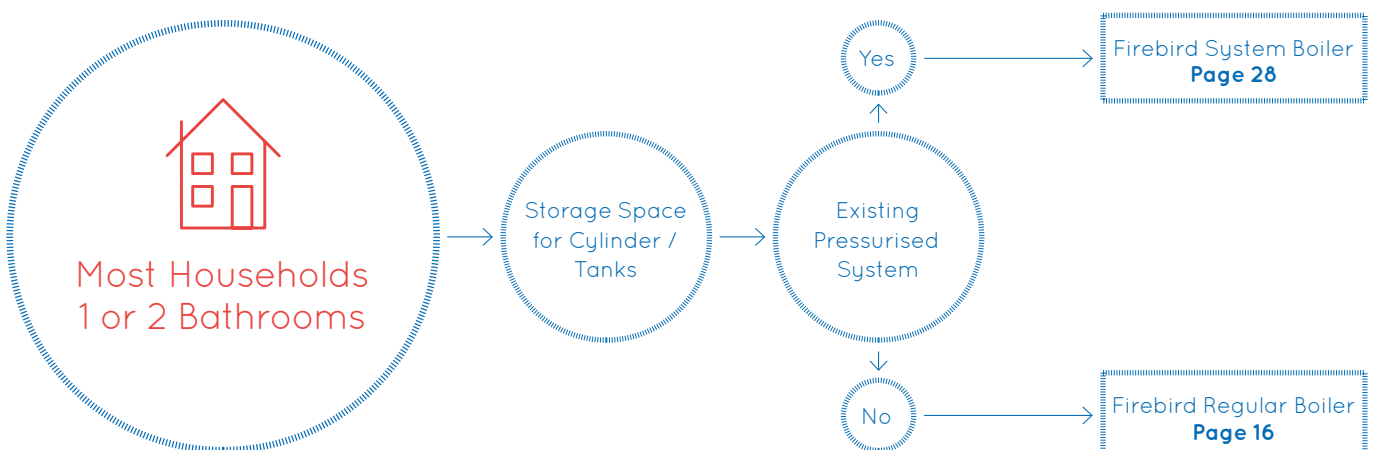 Most Households
1 or 2 Bathrooms
Storage Space
for Cylinder /
Tanks
Existing
Pressurised
System
Yes
Firebird System Boiler
Page 28
No
Firebird Regular Boiler
Page 16